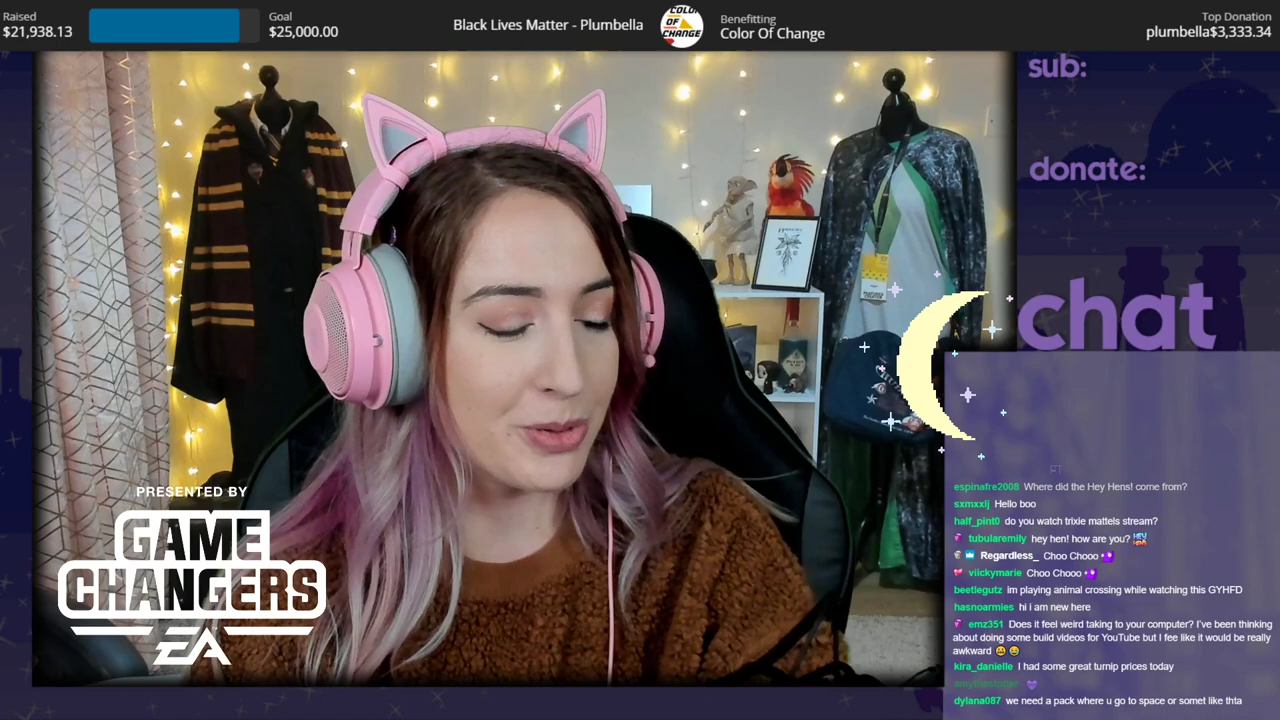 Raised
$21,938.13
Goal
$25,000.00
Black Lives Matter - Plumbella
COLOR
OF
CHANGE
Benefitting
Color Of Change
Top Donation
plumbella$3,333.34
sub:
donate:
chat
PRESENTED BY
GAME
CHANGERS
EA
espinafre2008 Where did the Hey Hens! come from?
sxmxxlj Hello boo
half_pint0 do you watch trixie mattels stream?
tubularemily hey hen! how are you?
Regardless_ Choo Chooo
viickymarie Choo Chooo
beetlegutz Im playing animal crossing while watching this GYHFD
hasnoarmies hi i am new here
emz351 Does it feel weird taking to your computer? I've been thinking
about doing some build videos for YouTube but I feel like it would be really
awkward
kira_danielle I had some great turnip prices today
dylana087 we need a pack where u go to space or somet like thta